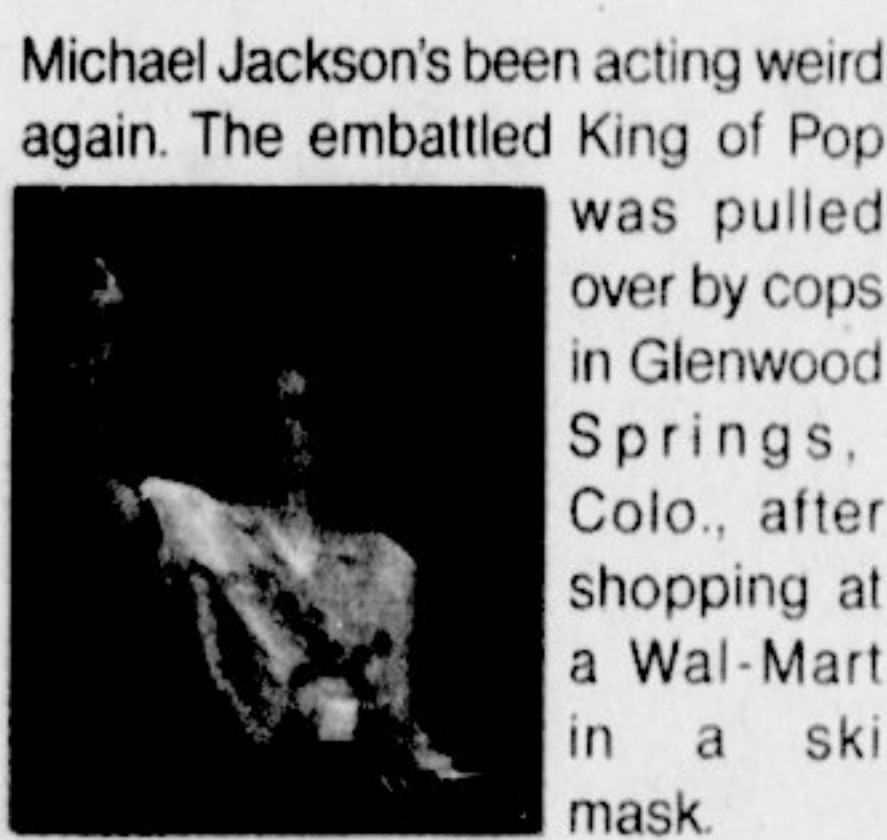 Michael Jackson's been acting weird
again. The embattled King of Pop
was pulled
over by cops
in Glenwood
Springs,
Colo., after
shopping at
a Wal-Mart
in a ski
mask.